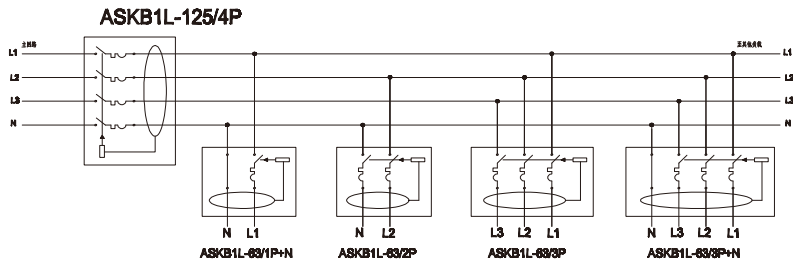 ASKB1L-125/4P
L1 L1
L2 L2
L3 L2
N N
N L1
N L2
L3 L2 L1
N L3 L2 L1
ASKB1L-63/1P+N
ASKB1L-63/2P
ASKB1L-63/3P
ASKB1L-63/3P+N